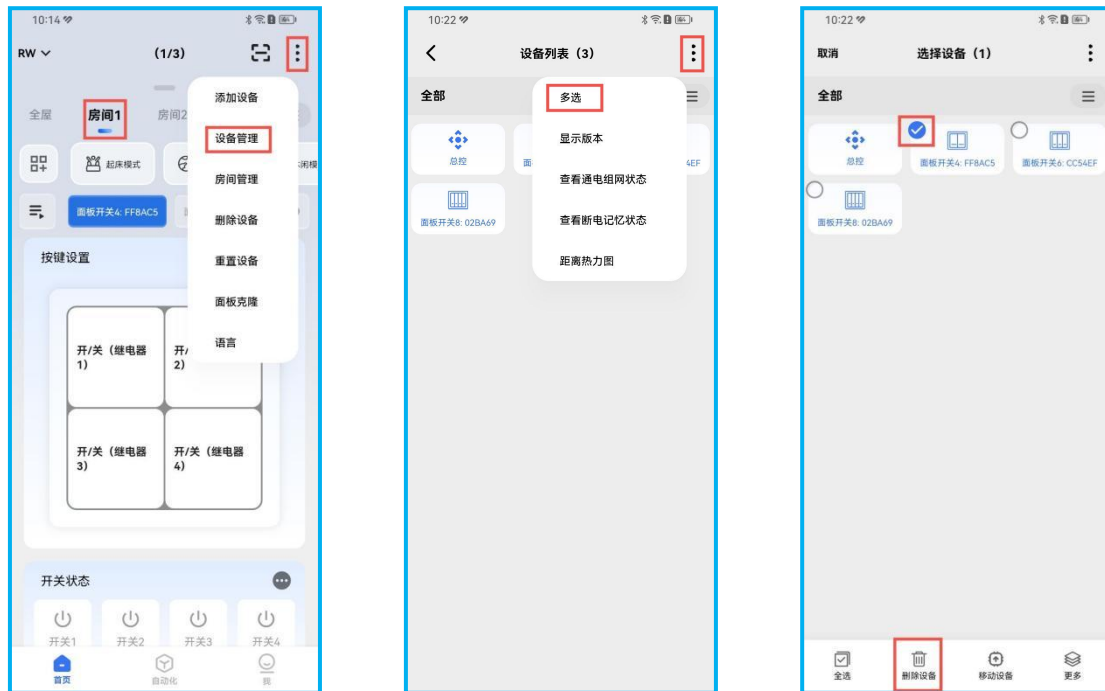 10:14
RW
(1/3)
全屋
房间1
房间2
添加设备
设备管理
房间管理
删除设备
重置设备
面板克隆
语言
起床模式
闲模
面板开关4: FF8AC5
按键设置
开/关（继电器
1）
开/
2）
开/关（继电器
3）
开/关（继电器
4）
开关状态
开关1
开关2
开关3
开关4
首页
自动化
我
10:22
设备列表（3）
全部
多选
显示版本
查看通电组网状态
查看断电记忆状态
距离热力图
总控
面
4EF
面板开关8: 02BA69
10:22
取消
选择设备（1）
全部
总控
面板开关4: FF8AC5
面板开关6: CC54EF
面板开关8: 02BA69
全选
删除设备
移动设备
更多